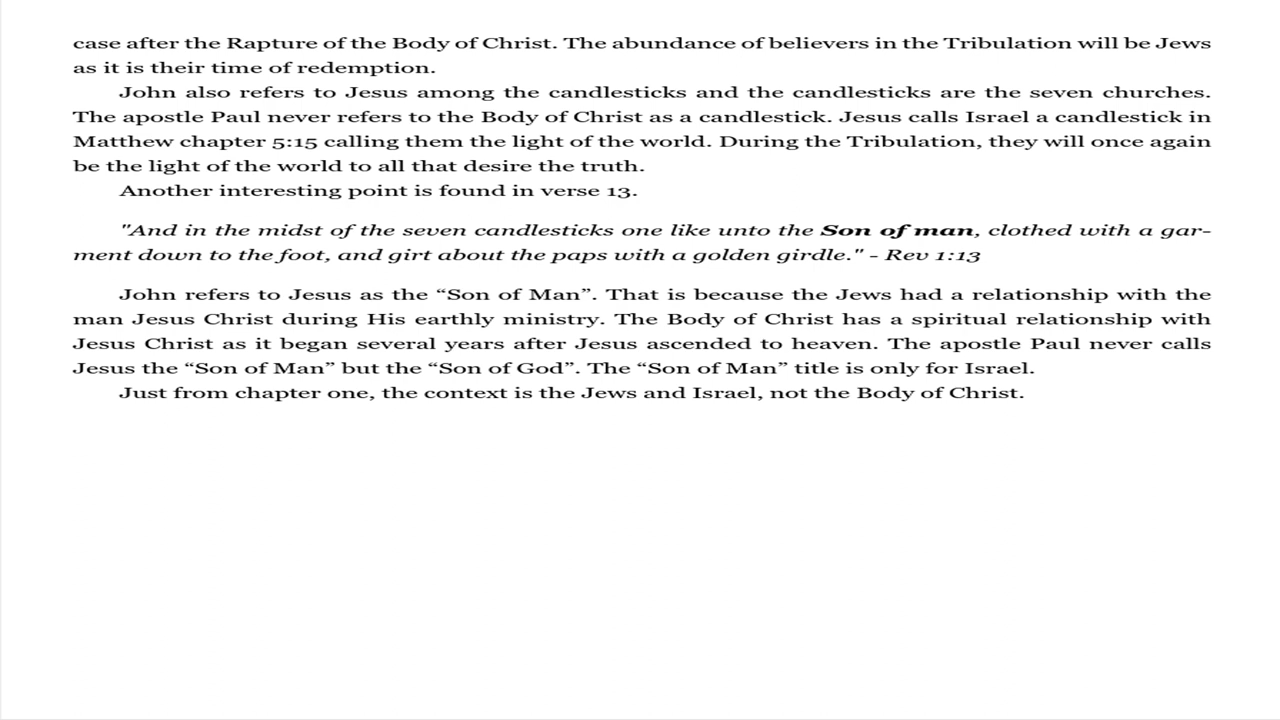 case after the Rapture of the Body of Christ. The abundance of believers in the Tribulation will be Jews
as it is their time of redemption.
John also refers to Jesus among the candlesticks and the candlesticks are the seven churches.
The apostle Paul never refers to the Body of Christ as a candlestick. Jesus calls Israel a candlestick in
Matthew chapter 5:15 calling them the light of the world. During the Tribulation, they will once again
be the light of the world to all that desire the truth.
Another interesting point is found in verse 13.
"And in the midst of the seven candlesticks one like unto the Son of man, clothed with a gar-
ment down to the foot, and girt about the paps with a golden girdle." - Rev 1:13
John refers to Jesus as the “Son of Man”. That is because the Jews had a relationship with the
man Jesus Christ during His earthly ministry. The Body of Christ has a spiritual relationship with
Jesus Christ as it began several years after Jesus ascended to heaven. The apostle Paul never calls
Jesus the “Son of Man” but the “Son of God”. The “Son of Man” title is only for Israel.
Just from chapter one, the context is the Jews and Israel, not the Body of Christ.